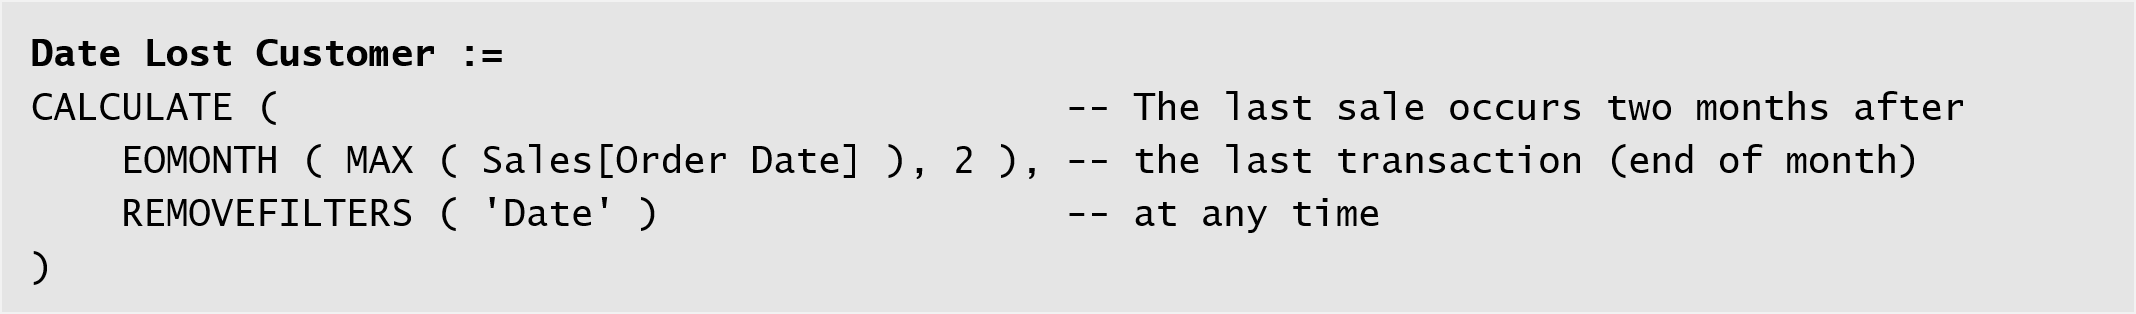 Date Lost Customer :=
CALCULATE (                                   -- The last sale occurs two months after
    EOMONTH ( MAX ( Sales[Order Date] ), 2 ), -- the last transaction (end of month)
    REMOVEFILTERS ( 'Date' )                  -- at any time
)